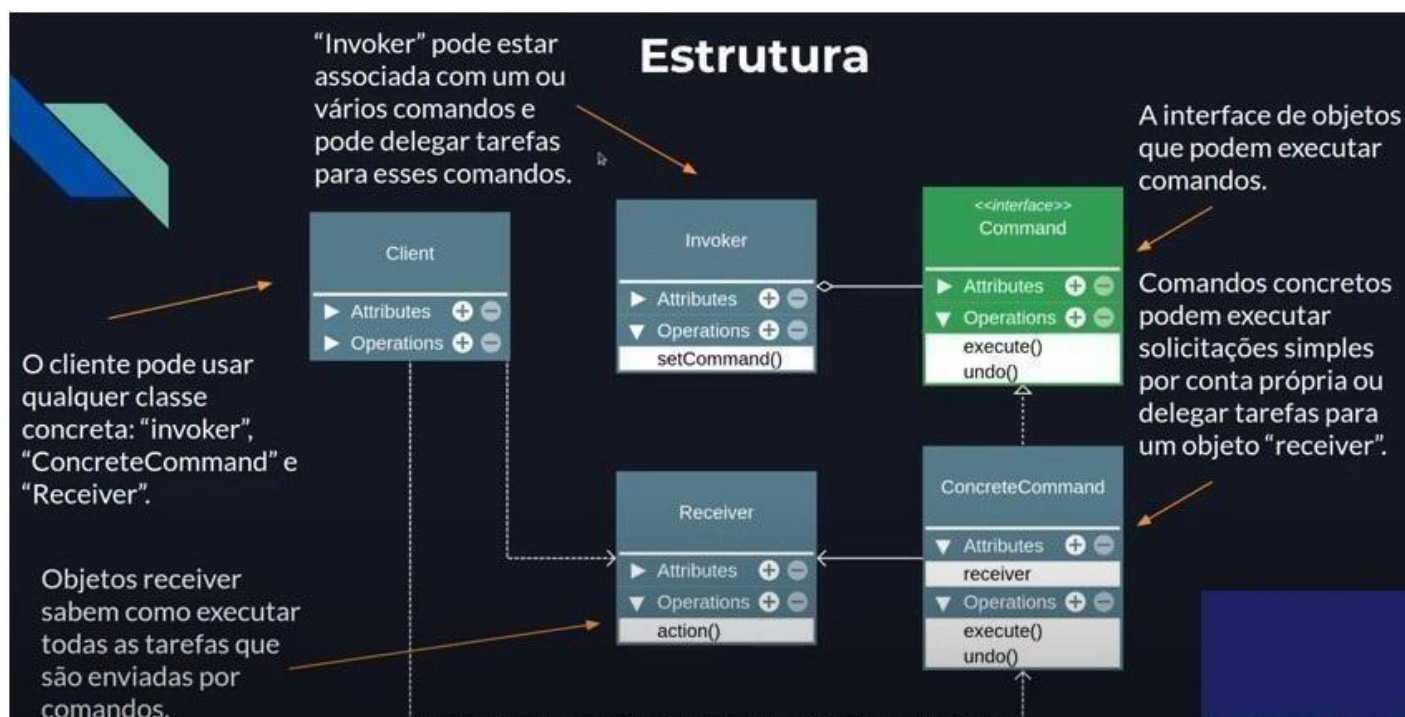 Estrutura
“Invoker” pode estar
associada com um ou
vários comandos e
pode delegar tarefas
para esses comandos.
A interface de objetos
que podem executar
comandos.
Client
Attributes
Operations
Invoker
Attributes
Operations
setCommand()
<<interface>>
Command
Attributes
Operations
execute()
undo()
O cliente pode usar
qualquer classe
concreta: “invoker”,
“ConcreteCommand” e
“Receiver”.
Comandos concretos
podem executar
solicitações simples
por conta própria ou
delegar tarefas para
um objeto “receiver”.
Receiver
Attributes
Operations
action()
ConcreteCommand
Attributes
receiver
Operations
execute()
undo()
Objetos receiver
sabem como executar
todas as tarefas que
são enviadas por
comandos.